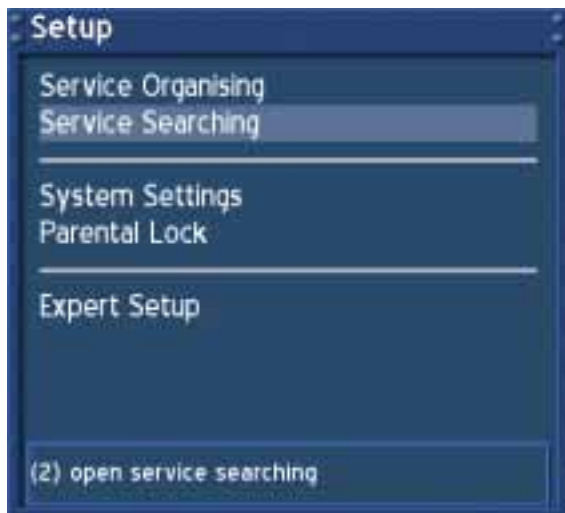 Setup
Service Organising
Service Searching
System Settings
Parental Lock
Expert Setup
(2) open service searching